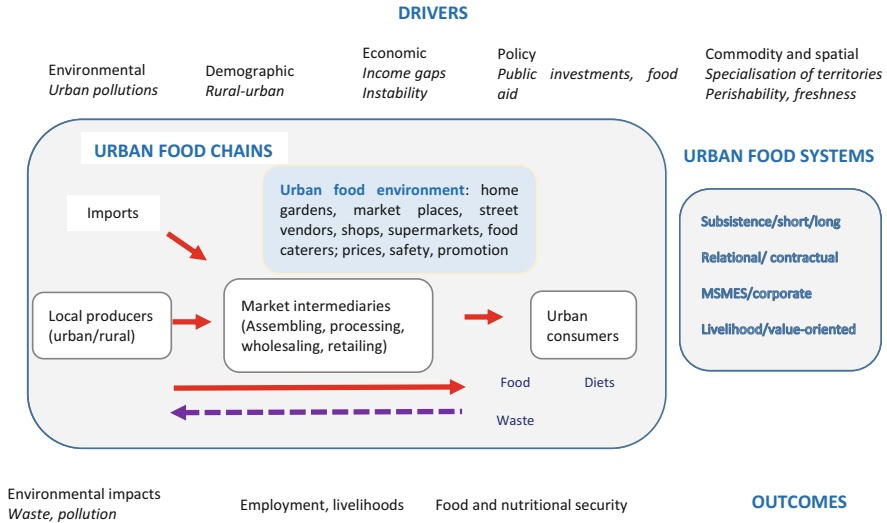 DRIVERS
Environmental
Urban pollutions
Demographic
Rural-urban
Economic
Income gaps
Instability
Policy
Public investments, food
aid
Commodity and spatial
Specialisation of territories
Perishability, freshness
URBAN FOOD CHAINS
Urban food environment: home
gardens, market places, street
vendors, shops, supermarkets, food
caterers; prices, safety, promotion
Imports
Local producers
(urban/rural)
Market intermediaries
(Assembling, processing,
wholesaling, retailing)
Urban
consumers
Food
Diets
Waste
URBAN FOOD SYSTEMS
Subsistence/short/long
Relational/ contractual
MSMES/corporate
Livelihood/value-oriented
Environmental impacts
Waste, pollution
Employment, livelihoods
Food and nutritional security
OUTCOMES